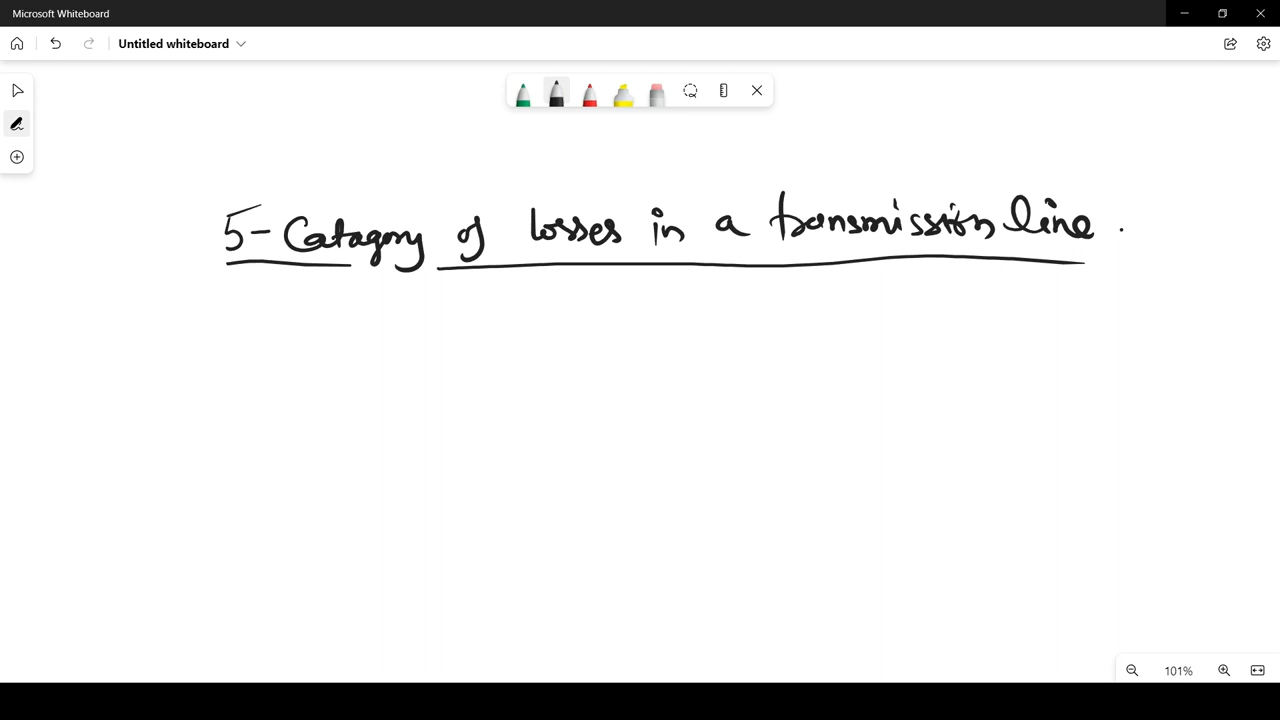 Microsoft Whiteboard
Untitled whiteboard
5- Catagory of losses in a transmission line .
101%